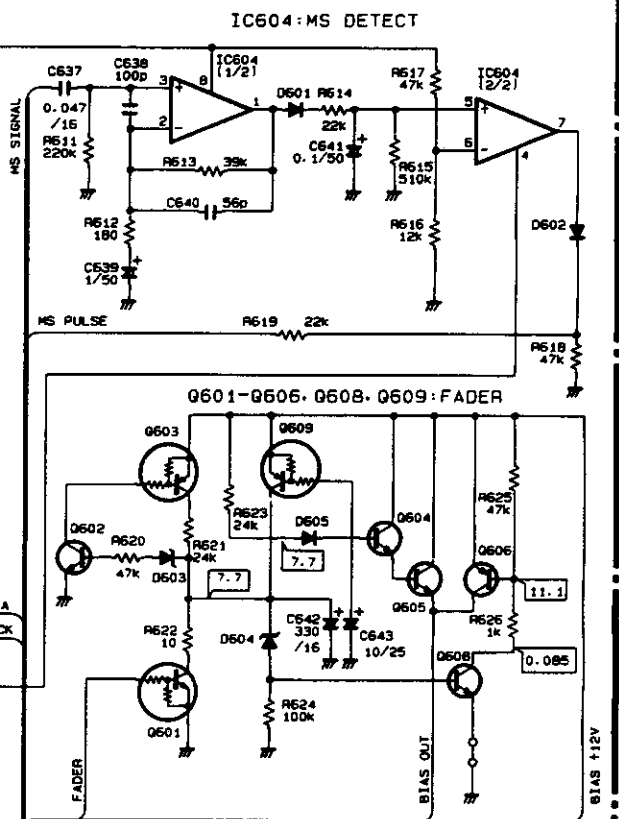 IC604:MS DETECT
C637
0.047
/16
C638
100p
3
+
2
-
8
1
IC604
(1/2)
D601
R614
22k
R617
47k
IC604
(2/2)
5
+
6
-
7
4
MS SIGNAL
R611
220k
R613
39k
C641
0.1/50
+
R615
510k
C640
56p
R616
12k
D602
R612
180
C639
1/50
+
MS PULSE
R619
22k
R618
47k
Q601-Q606, Q608, Q609:FADER
Q603
Q609
R623
24k
R625
47k
Q602
R620
47k
R621
24k
D603
D605
Q604
7.7
7.7
Q606
11.1
Q605
R622
10
D604
C642
330
/16
+
C643
10/25
+
R626
1k
0.085
Q608
A
CK
Q601
R624
100k
FADER
BIAS OUT
BIAS +12V